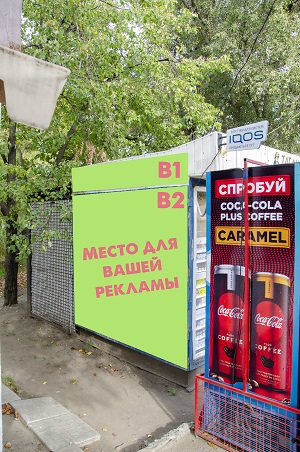 B1
B2
МЕСТО ДЛЯ
ВАШЕЙ
РЕКЛАМЫ
IQOS
СПРОБУЙ
COCA-COLA
PLUS COFFEE
CARAMEL
Coca-Cola
COFFEE
Coca-Cola
COFFEE